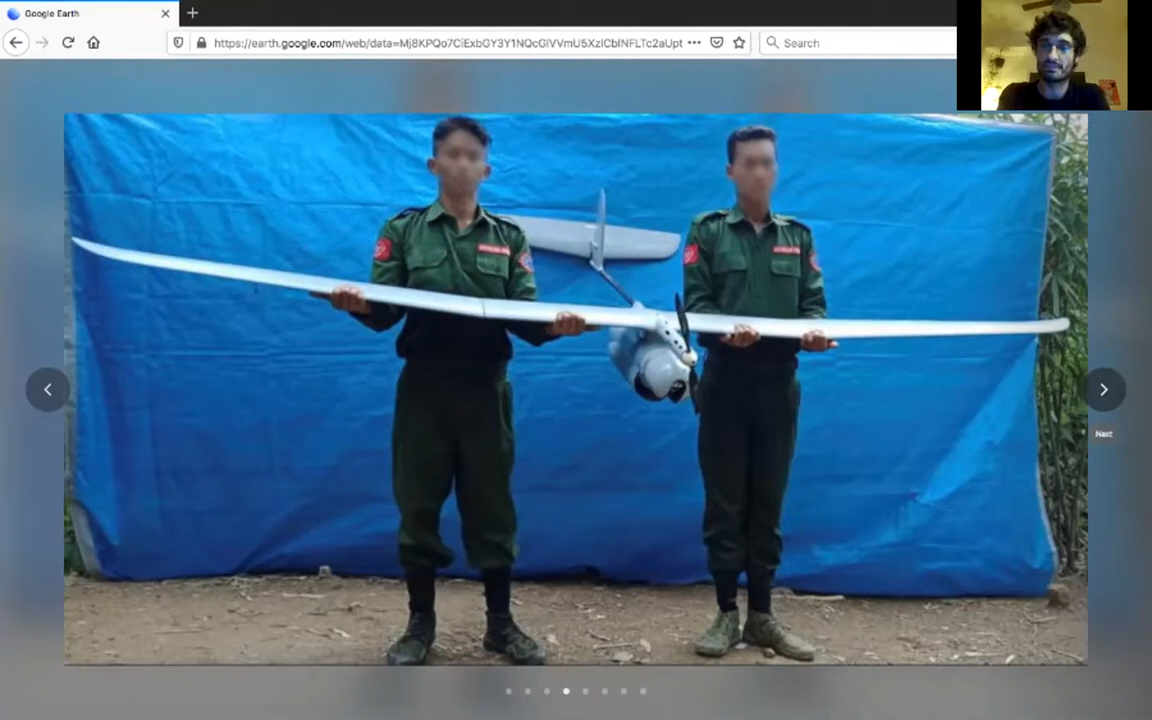 Google Earth
https://earth.google.com/web/data=Mj8KPQo7CiExbGY3Y1NQcGlVVmU5XzlCblNFLTc2aUpt
Search
Next